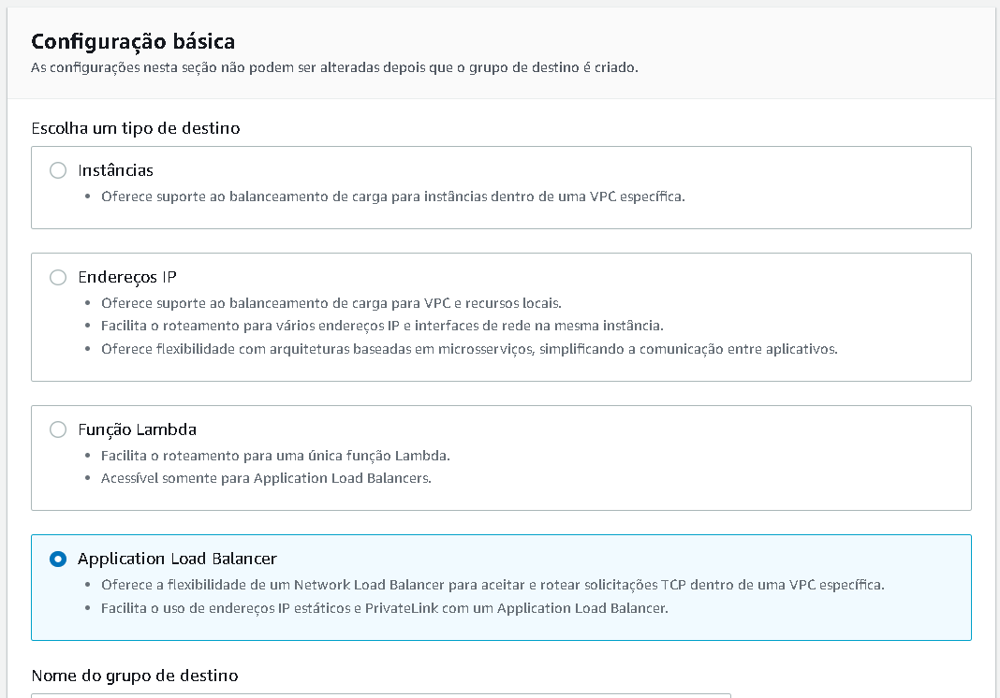 Configuração básica
As configurações nesta seção não podem ser alteradas depois que o grupo de destino é criado.
Escolha um tipo de destino
Instâncias
• Oferece suporte ao balanceamento de carga para instâncias dentro de uma VPC específica.
Endereços IP
• Oferece suporte ao balanceamento de carga para VPC e recursos locais.
• Facilita o roteamento para vários endereços IP e interfaces de rede na mesma instância.
• Oferece flexibilidade com arquiteturas baseadas em microsserviços, simplificando a comunicação entre aplicativos.
Função Lambda
• Facilita o roteamento para uma única função Lambda.
• Acessível somente para Application Load Balancers.
Application Load Balancer
• Oferece a flexibilidade de um Network Load Balancer para aceitar e rotear solicitações TCP dentro de uma VPC específica.
• Facilita o uso de endereços IP estáticos e PrivateLink com um Application Load Balancer.
Nome do grupo de destino